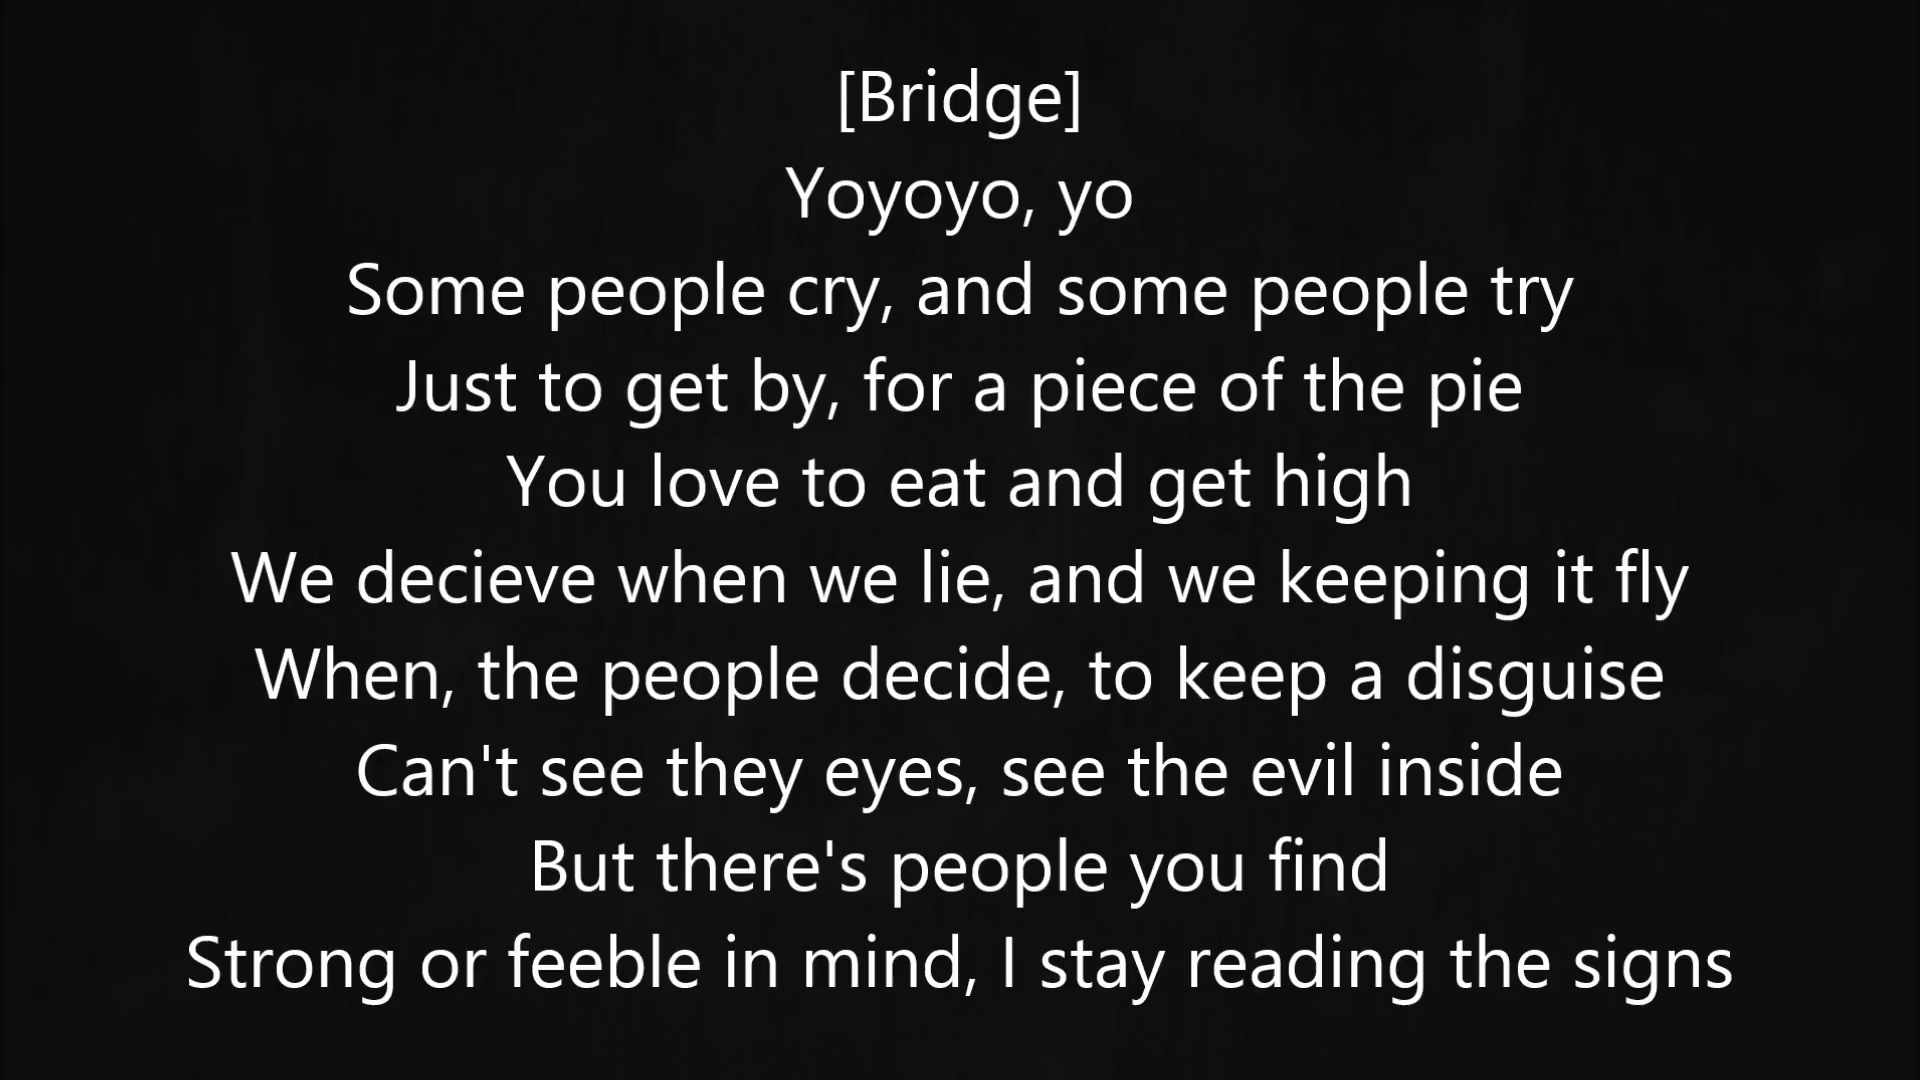 [Bridge]
Yoyoyo, yo
Some people cry, and some people try
Just to get by, for a piece of the pie
You love to eat and get high
We decieve when we lie, and we keeping it fly
When, the people decide, to keep a disguise
Can't see they eyes, see the evil inside
But there's people you find
Strong or feeble in mind, I stay reading the signs